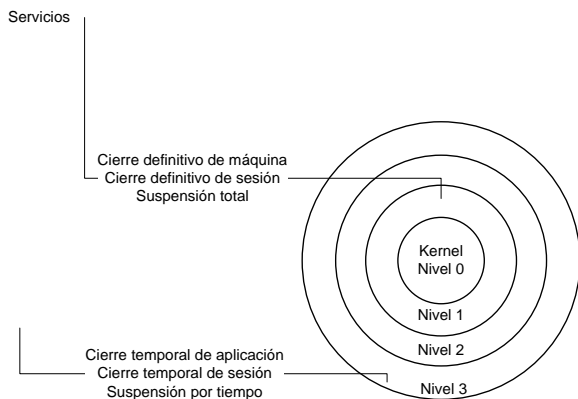 Servicios
Cierre definitivo de máquina
Cierre definitivo de sesión
Suspensión total
Kernel
Nivel 0
Nivel 1
Nivel 2
Cierre temporal de aplicación
Cierre temporal de sesión
Suspensión por tiempo
Nivel 3